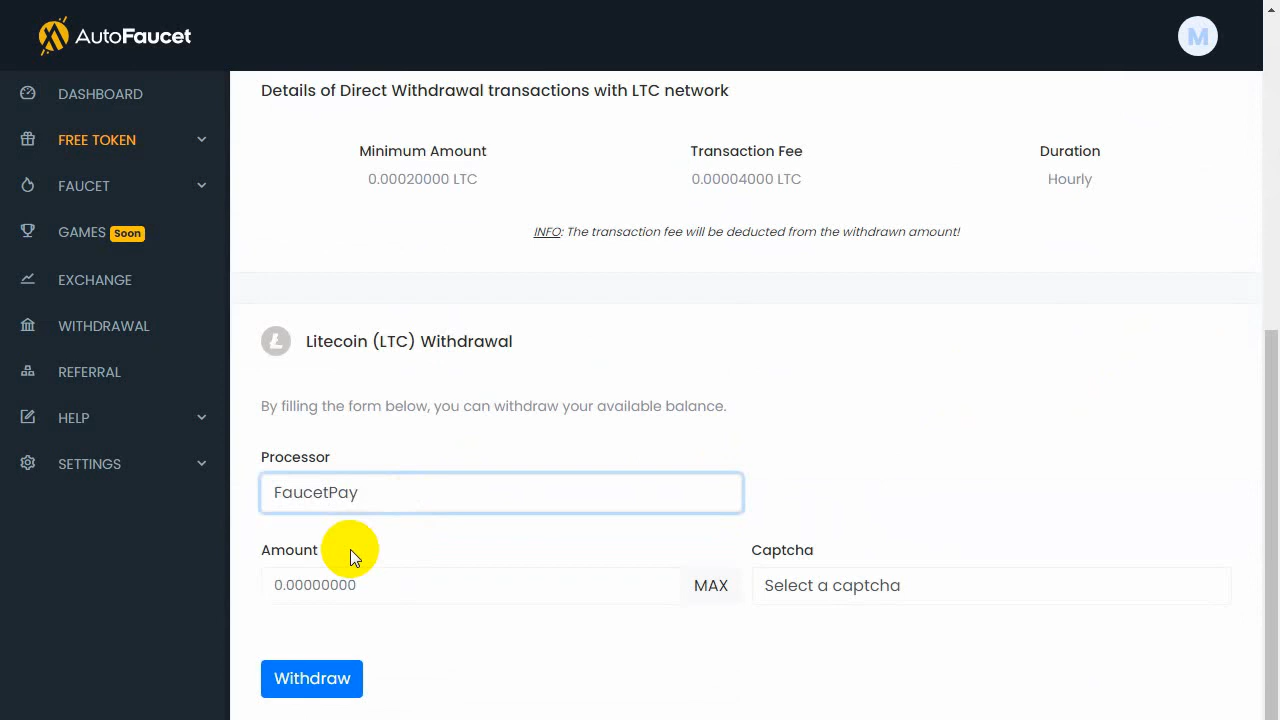 AutoFaucet
M
DASHBOARD
FREE TOKEN
FAUCET
GAMES Soon
EXCHANGE
WITHDRAWAL
REFERRAL
HELP
SETTINGS
Details of Direct Withdrawal transactions with LTC network
Minimum Amount Transaction Fee Duration
0.00020000 LTC 0.00004000 LTC Hourly
INFO: The transaction fee will be deducted from the withdrawn amount!
Litecoin (LTC) Withdrawal
By filling the form below, you can withdraw your available balance.
Processor
FaucetPay
Amount Captcha
0.00000000 MAX Select a captcha
Withdraw